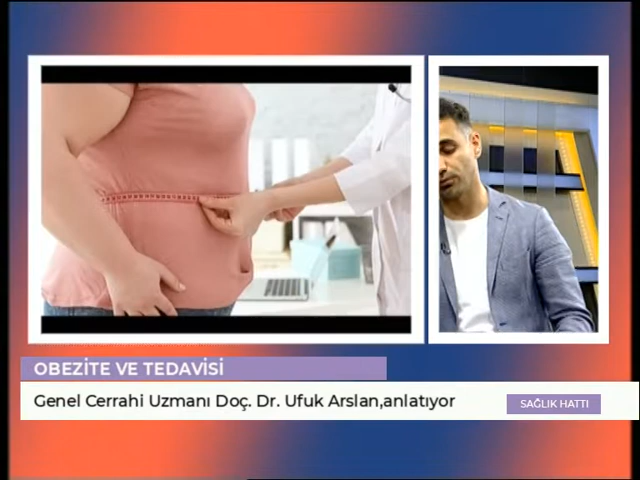 OBEZİTE VE TEDAVİSİ
Genel Cerrahi Uzmanı Doç. Dr. Ufuk Arslan,anlatıyor
SAĞLIK HATTI